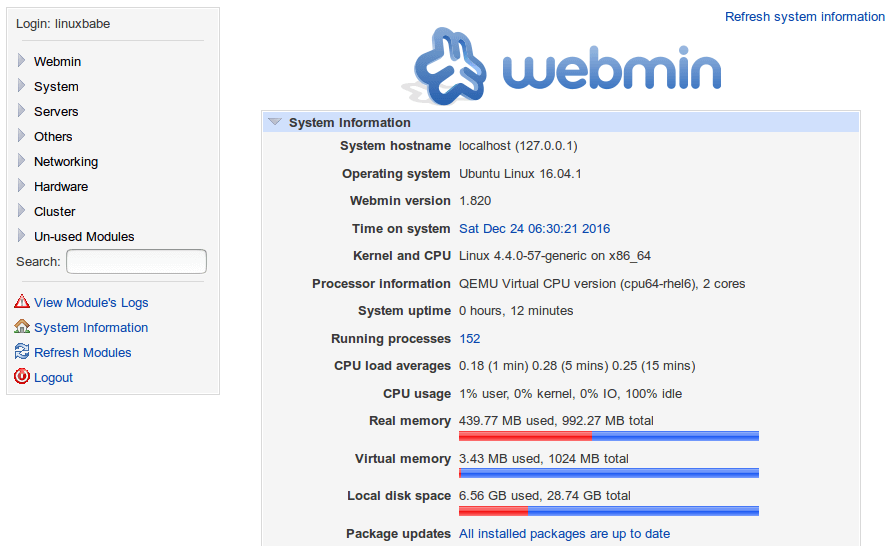 Login: linuxbabe
Webmin
System
Servers
Others
Networking
Hardware
Cluster
Un-used Modules
Search:
View Module's Logs
System Information
Refresh Modules
Logout
Refresh system information
webmin
System Information
System hostname localhost (127.0.0.1)
Operating system Ubuntu Linux 16.04.1
Webmin version 1.820
Time on system Sat Dec 24 06:30:21 2016
Kernel and CPU Linux 4.4.0-57-generic on x86_64
Processor information QEMU Virtual CPU version (cpu64-rhel6), 2 cores
System uptime 0 hours, 12 minutes
Running processes 152
CPU load averages 0.18 (1 min) 0.28 (5 mins) 0.25 (15 mins)
CPU usage 1% user, 0% kernel, 0% IO, 100% idle
Real memory 439.77 MB used, 992.27 MB total
Virtual memory 3.43 MB used, 1024 MB total
Local disk space 6.56 GB used, 28.74 GB total
Package updates All installed packages are up to date